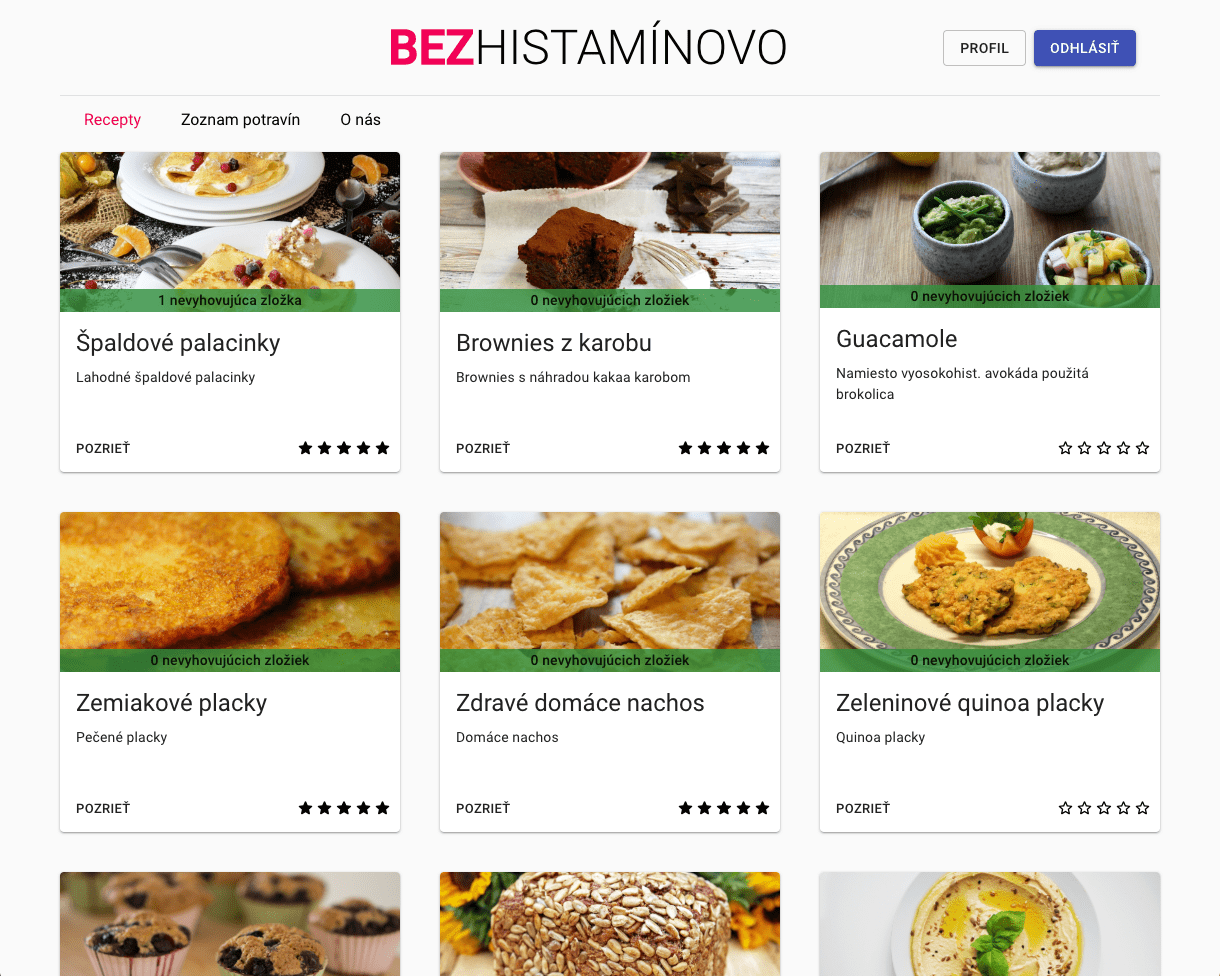 BEZHISTAMÍNOVO
PROFIL
ODHLÁSIŤ
Recepty
Zoznam potravín
O nás
1 nevyhovujúca zložka
Špaldové palacinky
Lahodné špaldové palacinky
POZRIEŤ
0 nevyhovujúcich zložiek
Brownies z karobu
Brownies s náhradou kakaa karobom
POZRIEŤ
0 nevyhovujúcich zložiek
Guacamole
Namiesto vyosokohist. avokáda použitá
brokolica
POZRIEŤ
0 nevyhovujúcich zložiek
Zemiakové placky
Pečené placky
POZRIEŤ
0 nevyhovujúcich zložiek
Zdravé domáce nachos
Domáce nachos
POZRIEŤ
0 nevyhovujúcich zložiek
Zeleninové quinoa placky
Quinoa placky
POZRIEŤ